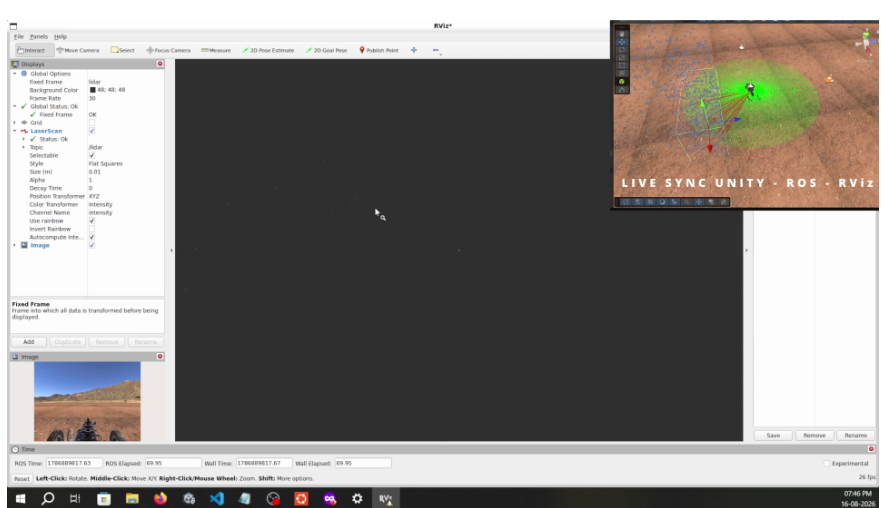 RViz*
File Panels Help
Interact Move Camera Select Focus Camera Measure 2D Pose Estimate 2D Goal Pose Publish Point
Displays
Global Options
Fixed Frame lidar
Background Color 48; 48; 48
Frame Rate 30
Global Status: Ok
Fixed Frame OK
Grid
LaserScan
Status: Ok
Topic /lidar
Selectable
Style Flat Squares
Size (m) 0.01
Alpha 1
Decay Time 0
Position Transformer XYZ
Color Transformer Intensity
Channel Name intensity
Use rainbow
Invert Rainbow
Autocompute Inte...
Image
Fixed Frame
Frame into which all data is transformed before being
displayed.
Add Duplicate Remove Rename
Image
LIVE SYNC UNITY - ROS - RViz
Save Remove Rename
Time
ROS Time: 1786889817.63 ROS Elapsed: 69.95 Wall Time: 1786889817.67 Wall Elapsed: 69.95 Experimental
Reset Left-Click: Rotate. Middle-Click: Move X/Y. Right-Click/Mouse Wheel: Zoom. Shift: More options. 26 fps
07:46 PM
16-08-2026